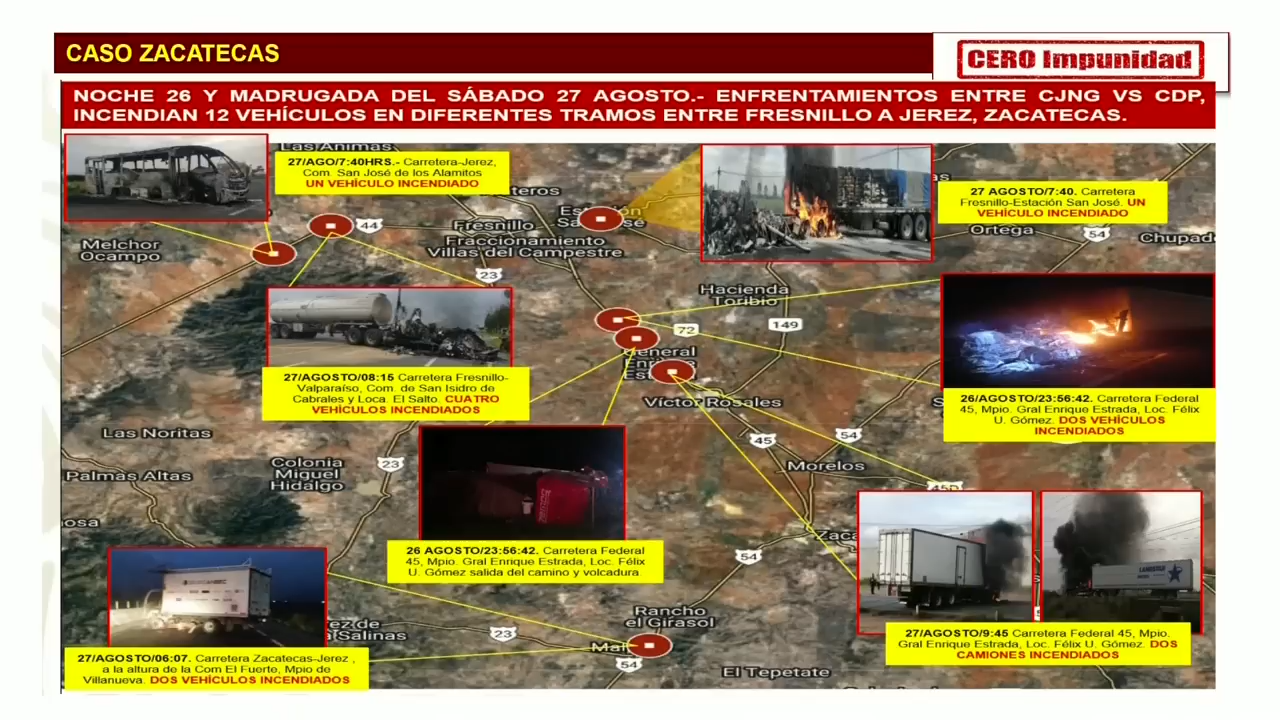 CASO ZACATECAS
CERO Impunidad
NOCHE 26 Y MADRUGADA DEL SÁBADO 27 AGOSTO.- ENFRENTAMIENTOS ENTRE CJNG VS CDP,
INCENDIAN 12 VEHÍCULOS EN DIFERENTES TRAMOS ENTRE FRESNILLO A JEREZ, ZACATECAS.
Las Animas
27/AGO/7:40HRS.- Carretera-Jerez,
Com. San José de los Alamitos
UN VEHÍCULO INCENDIADO
27 AGOSTO/7:40. Carretera
Fresnillo-Estación San José. UN
VEHÍCULO INCENDIADO
44
Fresnillo
Fraccionamiento
Villas del Campestre
Melchor
Ocampo
Ortega
54
23
Hacienda
Toribio
72
149
General
27/AGOSTO/08:15 Carretera Fresnillo-
Valparaíso, Com. de San Isidro de
Cabrales y Loca. El Salto. CUATRO
VEHÍCULOS INCENDIADOS
26/AGOSTO/23:56:42. Carretera Federal
45, Mpio. Gral Enrique Estrada, Loc. Félix
U. Gómez. DOS VEHÍCULOS
INCENDIADOS
Víctor Rosales
Las Noritas
45
54
Morelos
Colonia
Miguel
Hidalgo
23
Palmas Altas
45D
26 AGOSTO/23:56:42. Carretera Federal
45, Mpio. Gral Enrique Estrada, Loc. Félix
U. Gómez salida del camino y volcadura
54
LANDSTAR
Rancho
el Girasol
23
27/AGOSTO/9:45 Carretera Federal 45, Mpio.
Gral Enrique Estrada, Loc. Félix U. Gómez. DOS
CAMIONES INCENDIADOS
27/AGOSTO/06:07. Carretera Zacatecas-Jerez ,
a la altura de la Com El Fuerte, Mpio de
Villanueva. DOS VEHÍCULOS INCENDIADOS
54
El Tepetate